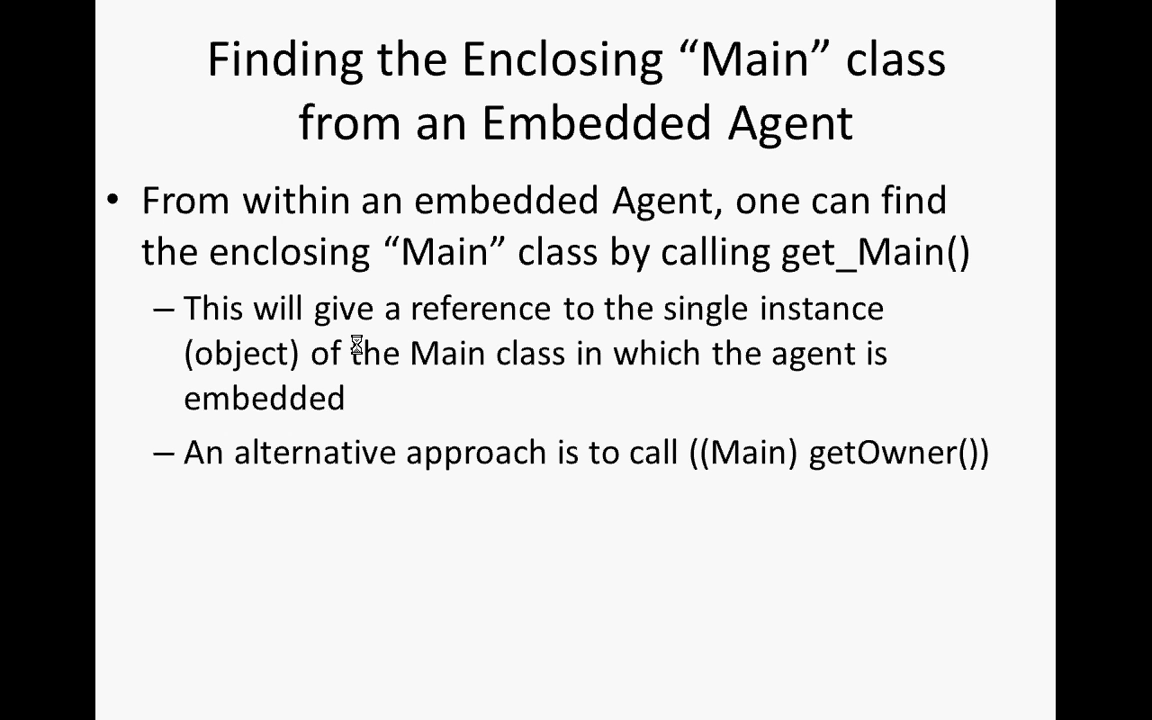 Finding the Enclosing “Main” class
from an Embedded Agent
• From within an embedded Agent, one can find
the enclosing “Main” class by calling get_Main()
– This will give a reference to the single instance
(object) of the Main class in which the agent is
embedded
– An alternative approach is to call ((Main) getOwner())